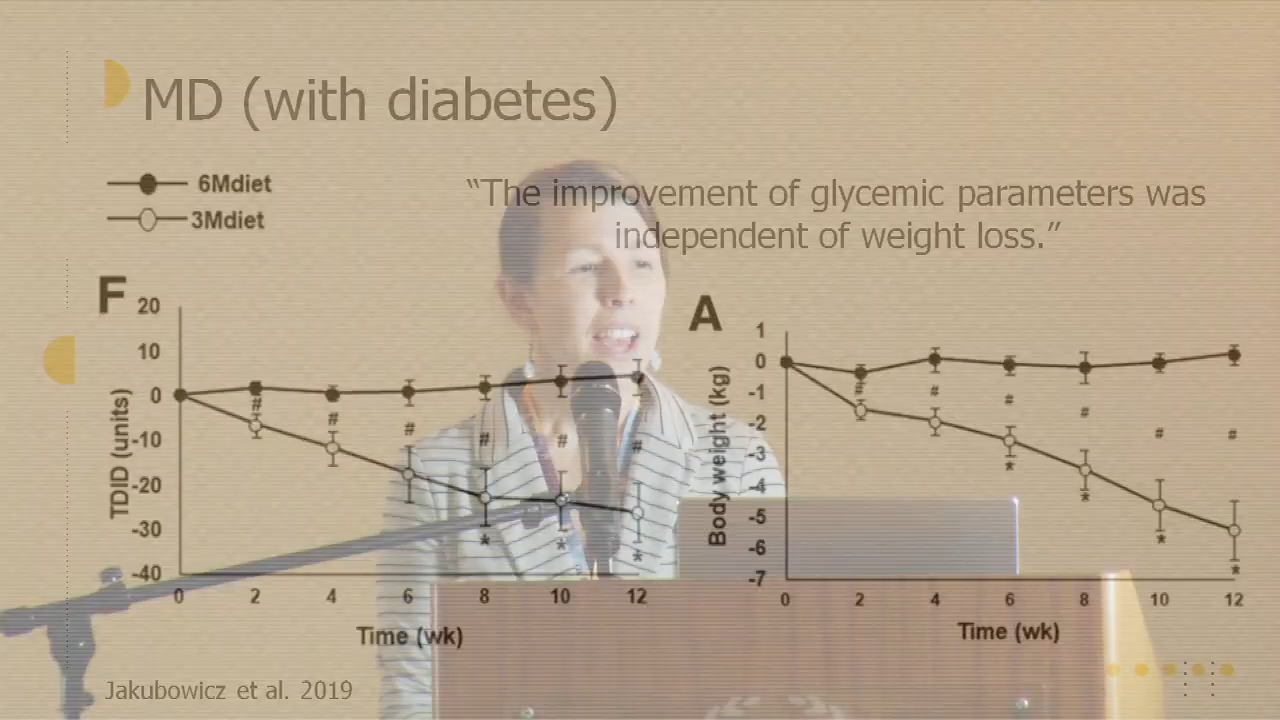 MD (with diabetes)
6Mdiet
3Mdiet
“The improvement of glycemic parameters was
independent of weight loss.”
F
20
10
0
-10
-20
-30
-40
TDID (units)
#
#
#
#
#
#
*
*
*
0 2 4 6 8 10 12
Time (wk)
A
1
0
-1
-2
-3
-4
-5
-6
-7
Body weight (kg)
#
#
#
#
#
#
*
*
*
*
0 2 4 6 8 10 12
Time (wk)
Jakubowicz et al. 2019